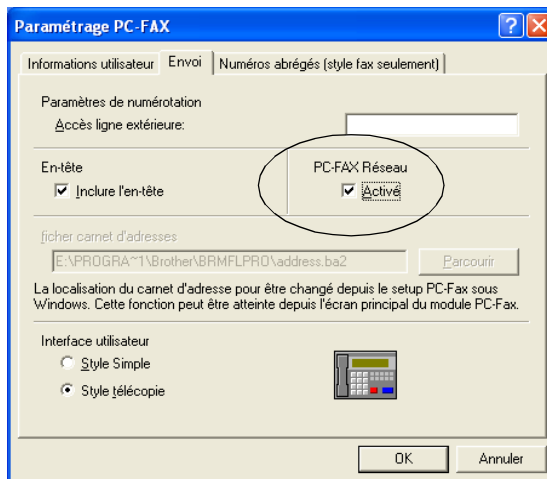 Paramétrage PC-FAX
Informations utilisateur Envoi Numéros abrégés (style fax seulement)
Paramètres de numérotation
Accès ligne extérieure:
En-tête PC-FAX Réseau
Inclure l'en-tête Activé
ficher carnet d'adresses
E:\PROGRA~1\Brother\BRMFLPRO\address.ba2 Parcourir
La localisation du carnet d'adresse pour être changé depuis le setup PC-Fax sous
Windows. Cette fonction peut être atteinte depuis l'écran principal du module PC-Fax.
Interface utilisateur
Style Simple
Style télécopie
OK Annuler